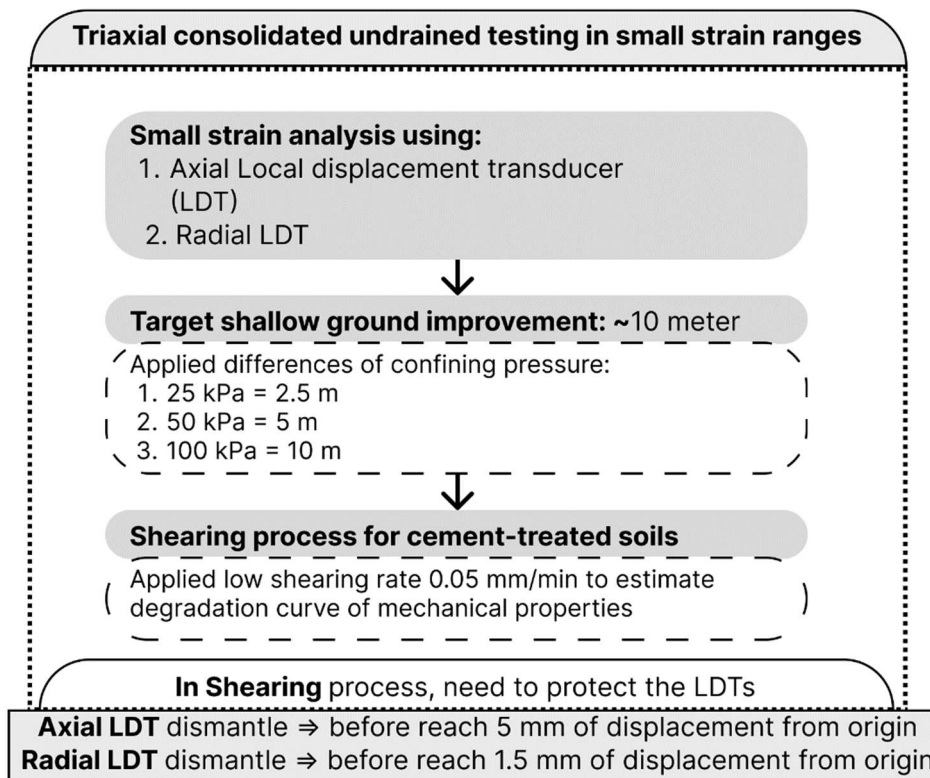 Triaxial consolidated undrained testing in small strain ranges
Small strain analysis using:
1. Axial Local displacement transducer
(LDT)
2. Radial LDT
Target shallow ground improvement: ~10 meter
Applied differences of confining pressure:
1. 25 kPa = 2.5 m
2. 50 kPa = 5 m
3. 100 kPa = 10 m
Shearing process for cement-treated soils
Applied low shearing rate 0.05 mm/min to estimate
degradation curve of mechanical properties
In Shearing process, need to protect the LDTs
Axial LDT dismantle ⇒ before reach 5 mm of displacement from origin
Radial LDT dismantle ⇒ before reach 1.5 mm of displacement from origin